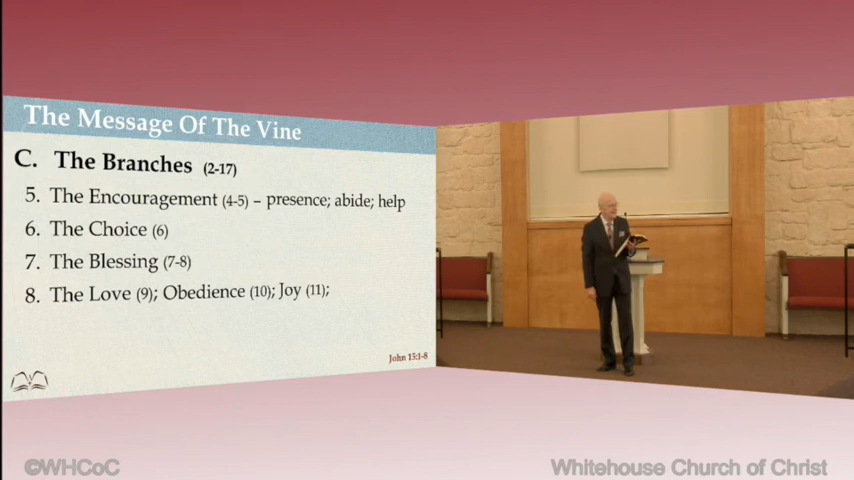 The Message Of The Vine
C. The Branches (2-17)
5. The Encouragement (4-5) – presence; abide; help
6. The Choice (6)
7. The Blessing (7-8)
8. The Love (9); Obedience (10); Joy (11);
John 15:1-8
©WHCoC
Whitehouse Church of Christ